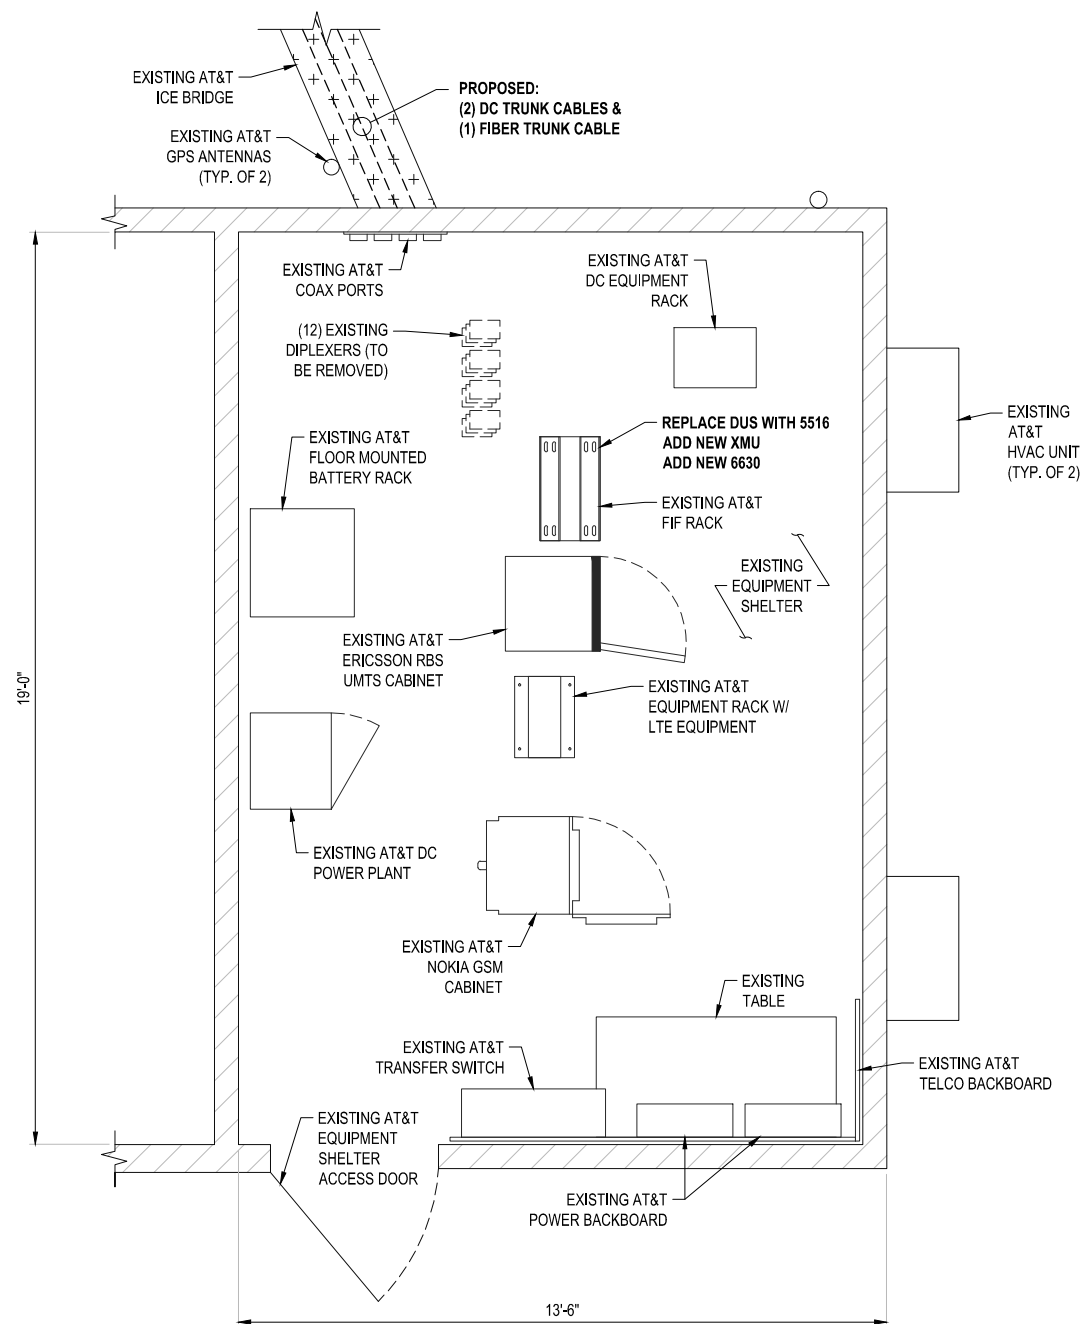 EXISTING AT&T
ICE BRIDGE
PROPOSED:
(2) DC TRUNK CABLES &
(1) FIBER TRUNK CABLE
EXISTING AT&T
GPS ANTENNAS
(TYP. OF 2)
EXISTING AT&T
COAX PORTS
EXISTING AT&T
DC EQUIPMENT
RACK
(12) EXISTING
DIPLEXERS (TO
BE REMOVED)
EXISTING
AT&T
HVAC UNIT
(TYP. OF 2)
REPLACE DUS WITH 5516
ADD NEW XMU
ADD NEW 6630
EXISTING AT&T
FLOOR MOUNTED
BATTERY RACK
EXISTING AT&T
FIF RACK
EXISTING
EQUIPMENT
SHELTER
EXISTING AT&T
ERICSSON RBS
UMTS CABINET
19'-0"
EXISTING AT&T
EQUIPMENT RACK W/
LTE EQUIPMENT
EXISTING AT&T DC
POWER PLANT
EXISTING AT&T
NOKIA GSM
CABINET
EXISTING
TABLE
EXISTING AT&T
TRANSFER SWITCH
EXISTING AT&T
TELCO BACKBOARD
EXISTING AT&T
EQUIPMENT
SHELTER
ACCESS DOOR
EXISTING AT&T
POWER BACKBOARD
13'-6"